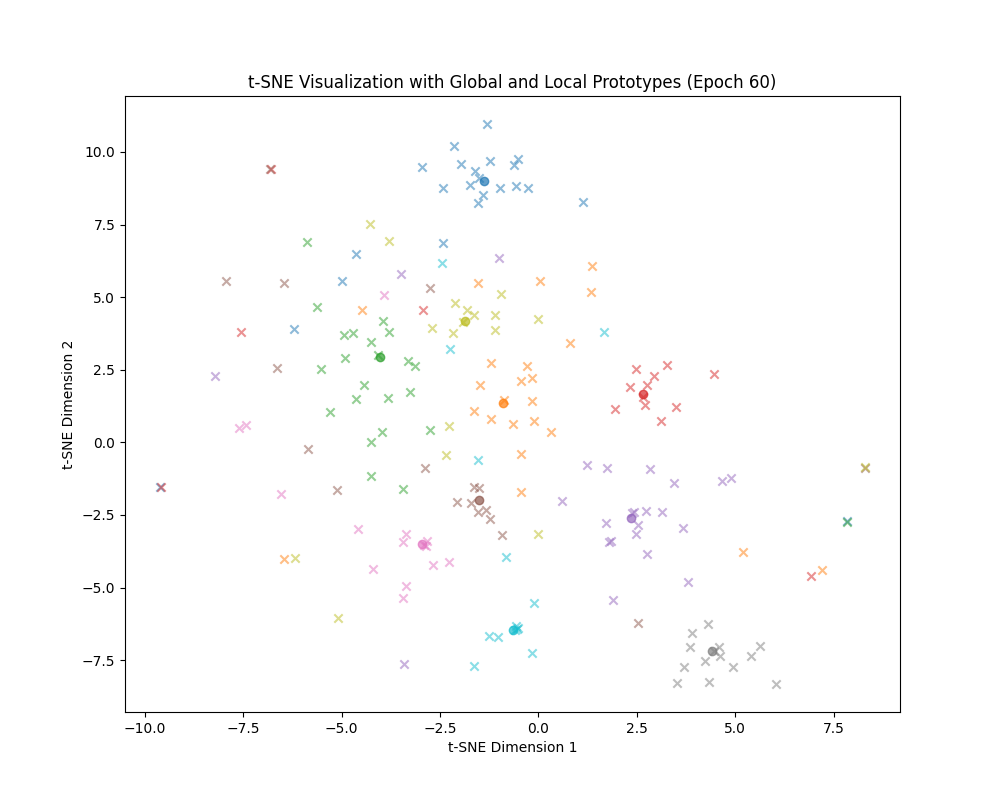 t-SNE Visualization with Global and Local Prototypes (Epoch 60)
10.0
7.5
5.0
2.5
0.0
−2.5
−5.0
−7.5
t-SNE Dimension 2
−10.0 −7.5 −5.0 −2.5 0.0 2.5 5.0 7.5
t-SNE Dimension 1